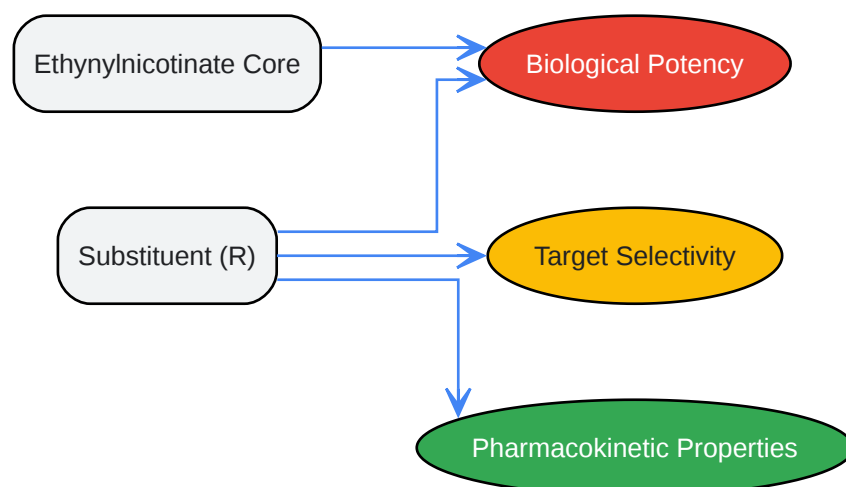 Ethynylnicotinate Core
Biological Potency
Substituent (R)
Target Selectivity
Pharmacokinetic Properties